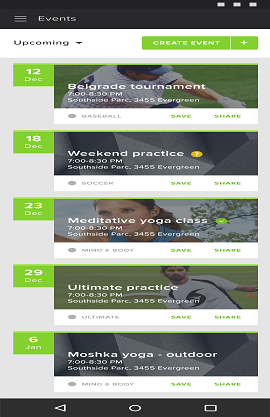 Events
Upcoming
CREATE EVENT +
12
Dec
Belgrade tournament
7:00-8:30 PM
Southside Parc, 3455 Evergreen
BASEBALL SAVE SHARE
18
Dec
Weekend practice ?
7:00-8:30 PM
Southside Parc, 3455 Evergreen
SOCCER SAVE SHARE
23
Dec
Meditative yoga class
7:00-8:30 PM
Southside Parc, 3455 Evergreen
MIND & BODY SAVE SHARE
29
Dec
Ultimate practice
7:00-8:30 PM
Southside Parc, 3455 Evergreen
ULTIMATE SAVE SHARE
6
Jan
Moshka yoga - outdoor
7:00-8:30 PM
Southside Parc, 3455 Evergreen
MIND & BODY SAVE SHARE